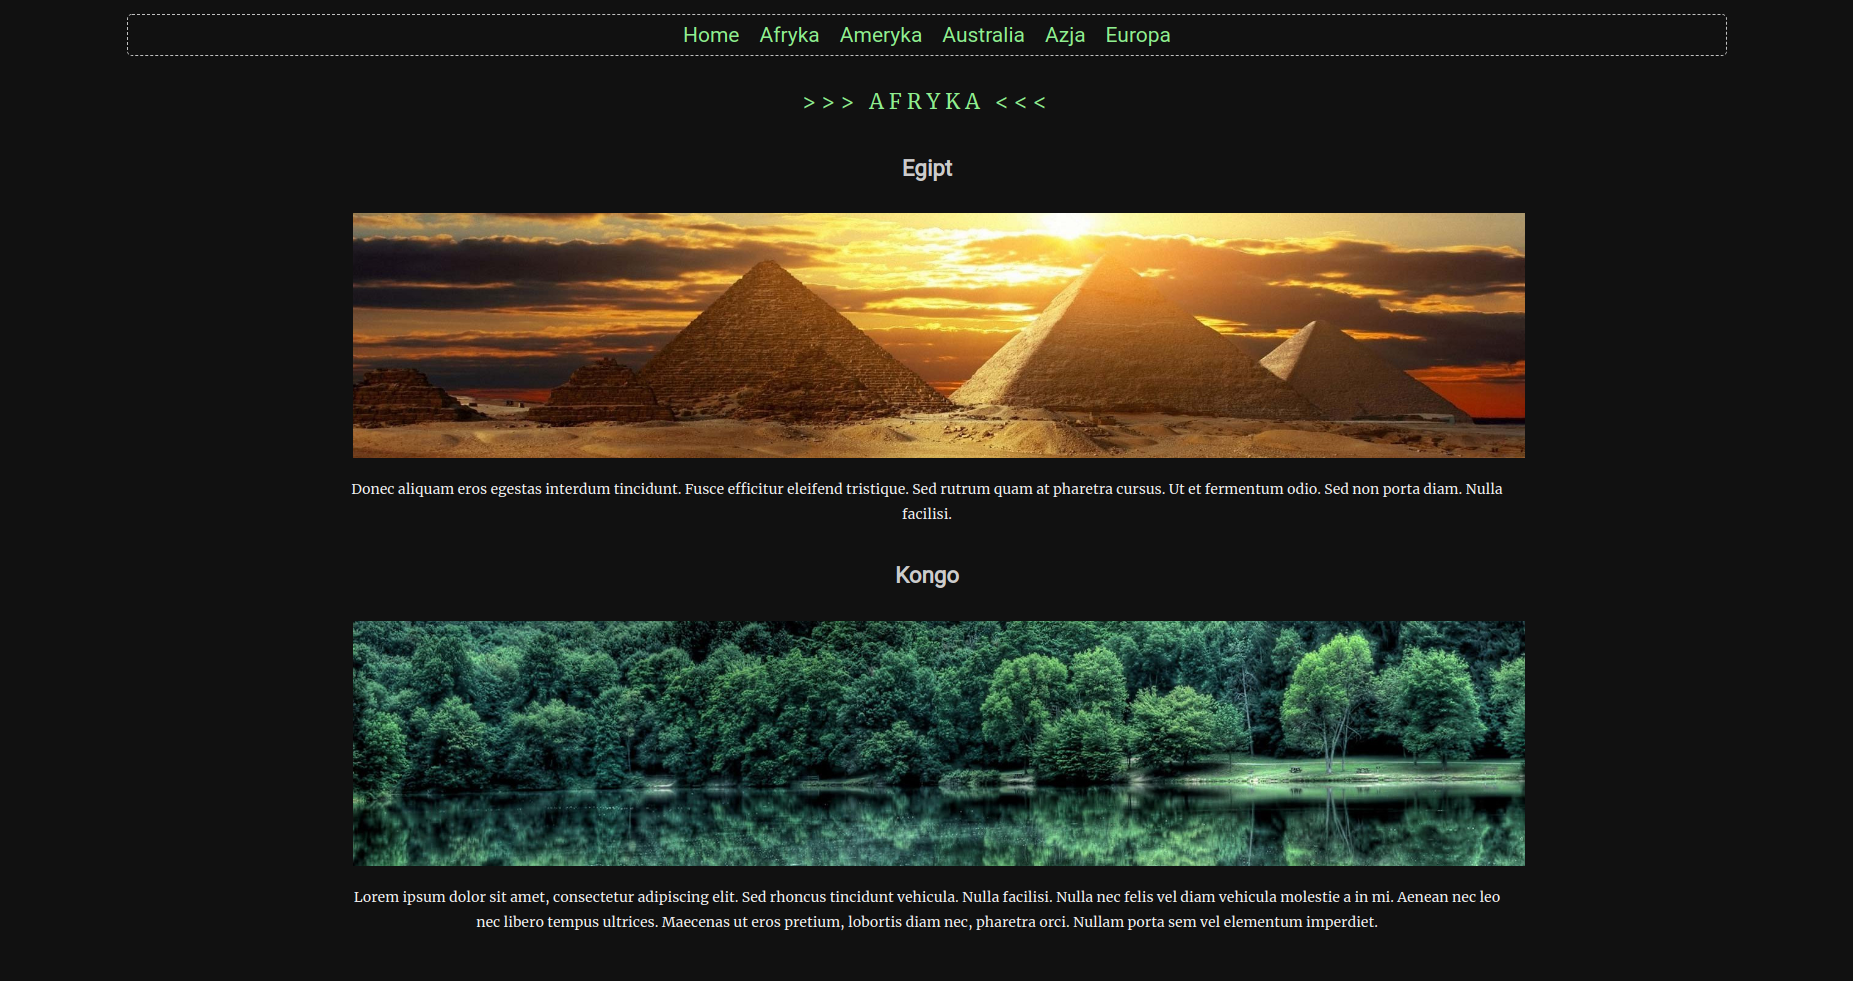 Home Afryka Ameryka Australia Azja Europa
>>> AFRYKA <<<
Egipt
Donec aliquam eros egestas interdum tincidunt. Fusce efficitur eleifend tristique. Sed rutrum quam at pharetra cursus. Ut et fermentum odio. Sed non porta diam. Nulla
facilisi.
Kongo
Lorem ipsum dolor sit amet, consectetur adipiscing elit. Sed rhoncus tincidunt vehicula. Nulla facilisi. Nulla nec felis vel diam vehicula molestie a in mi. Aenean nec leo
nec libero tempus ultrices. Maecenas ut eros pretium, lobortis diam nec, pharetra orci. Nullam porta sem vel elementum imperdiet.